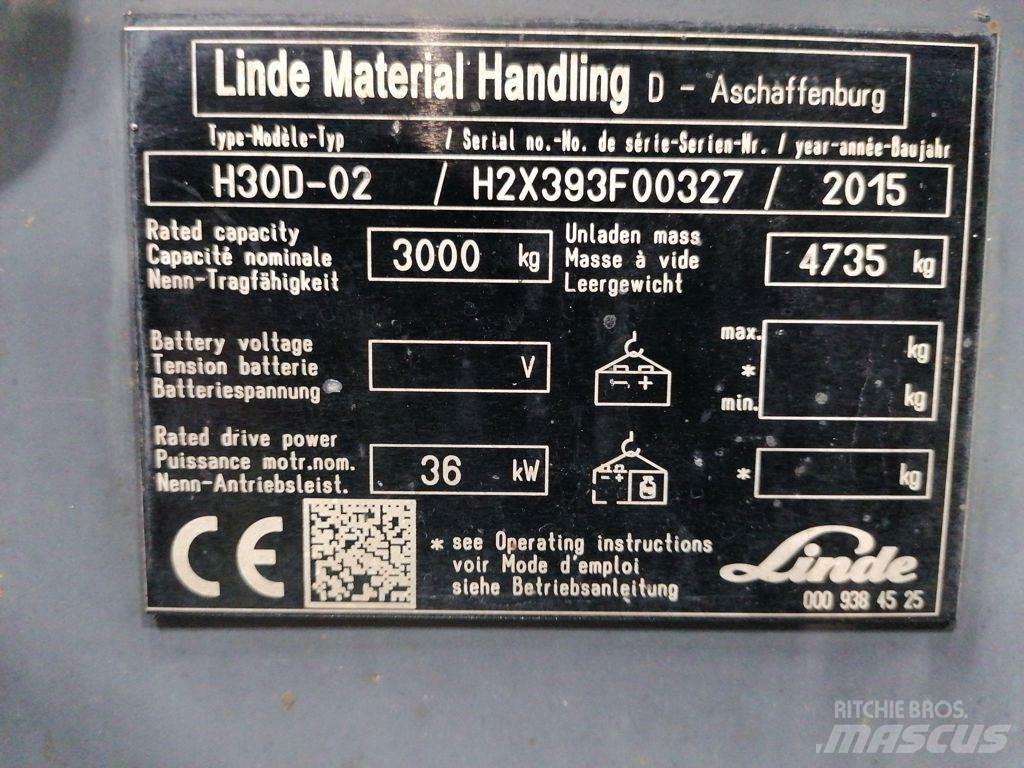 Linde Material Handling D - Aschaffenburg
Type-Modèle-Typ / Serial no.-No. de série-Serien-Nr. / year-année-Baujahr
H30D-02 / H2X393F00327 / 2015
Rated capacity
Capacité nominale
Nenn-Tragfähigkeit
3000 kg
Unladen mass
Masse à vide
Leergewicht
4735 kg
Battery voltage
Tension batterie
Batteriespannung
V
- +
max. kg
*
min. kg
Rated drive power
Puissance motr.nom.
Nenn-Antriebsleist.
36 kW
- +
* kg
CE
* see Operating instructions
voir Mode d'emploi
siehe Betriebsanleitung
Linde
000 938 45 25
RITCHIE BROS.
MASCUS